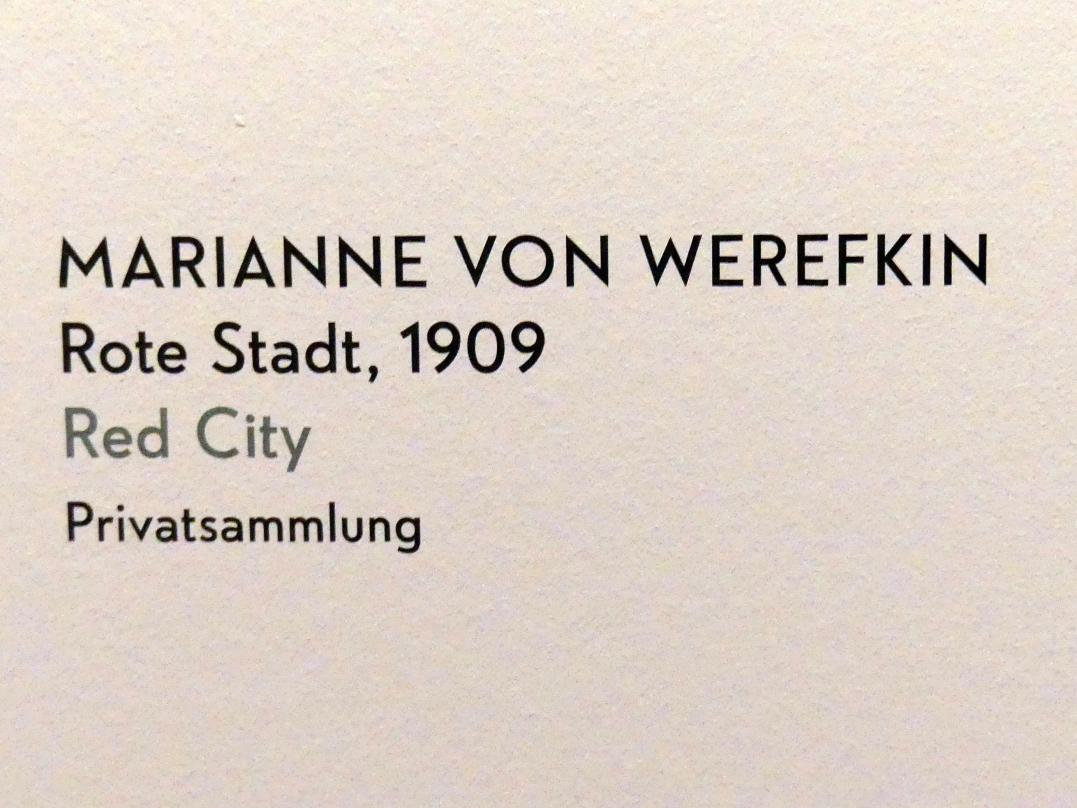 MARIANNE VON WEREFKIN
Rote Stadt, 1909
Red City
Privatsammlung